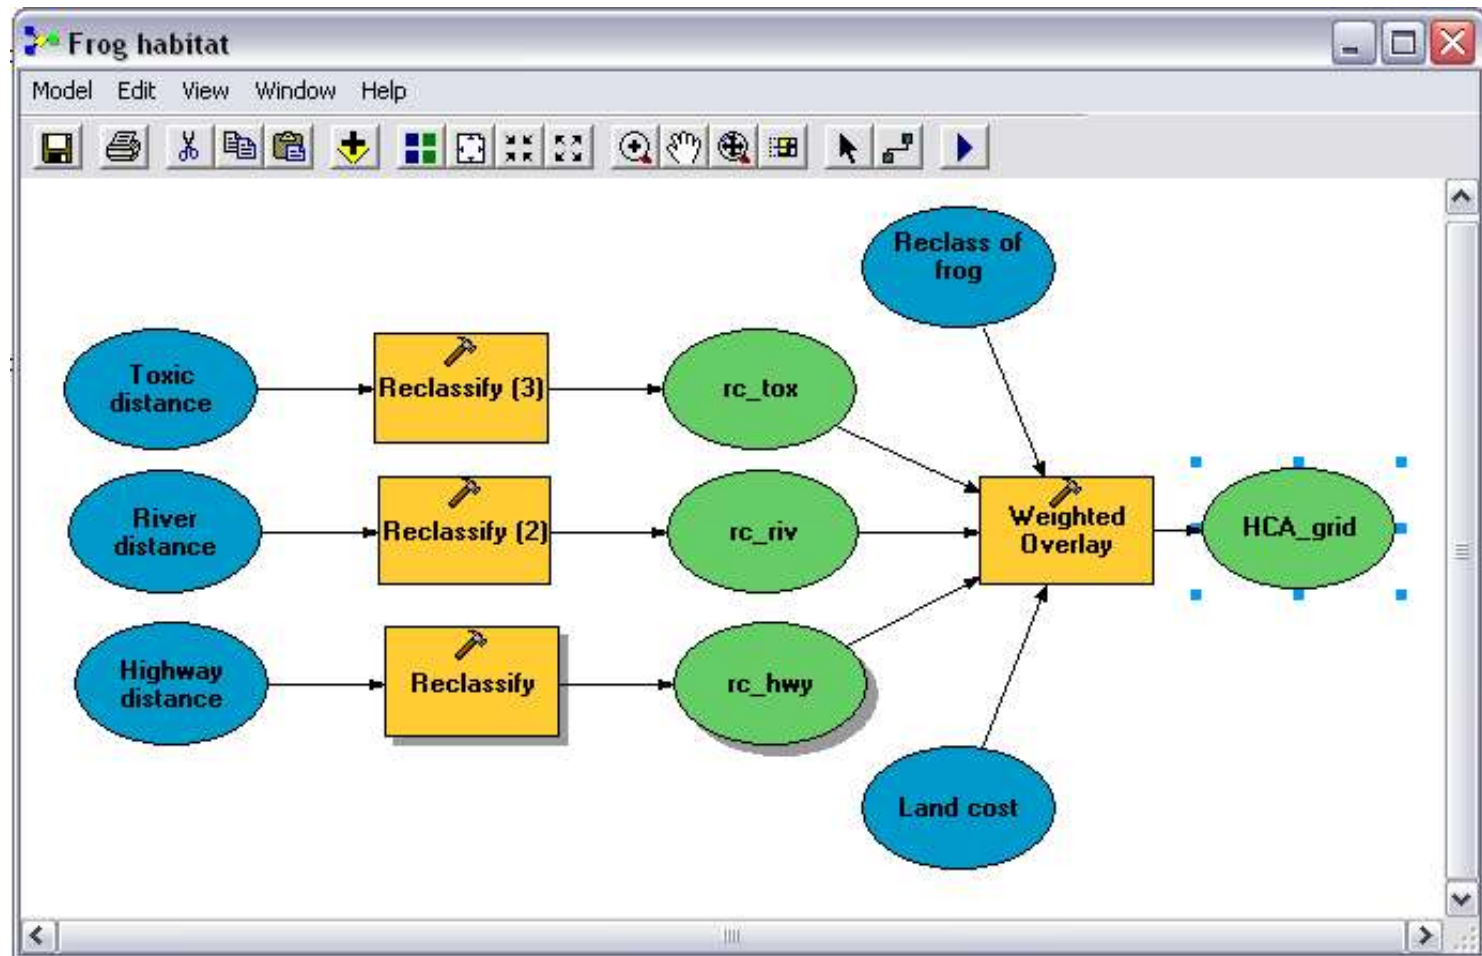 Frog habitat
Model Edit View Window Help
Reclass of
frog
Toxic
distance
Reclassify (3)
rc_tox
River
distance
Reclassify (2)
rc_riv
Weighted
Overlay
HCA_grid
Highway
distance
Reclassify
rc_hwy
Land cost